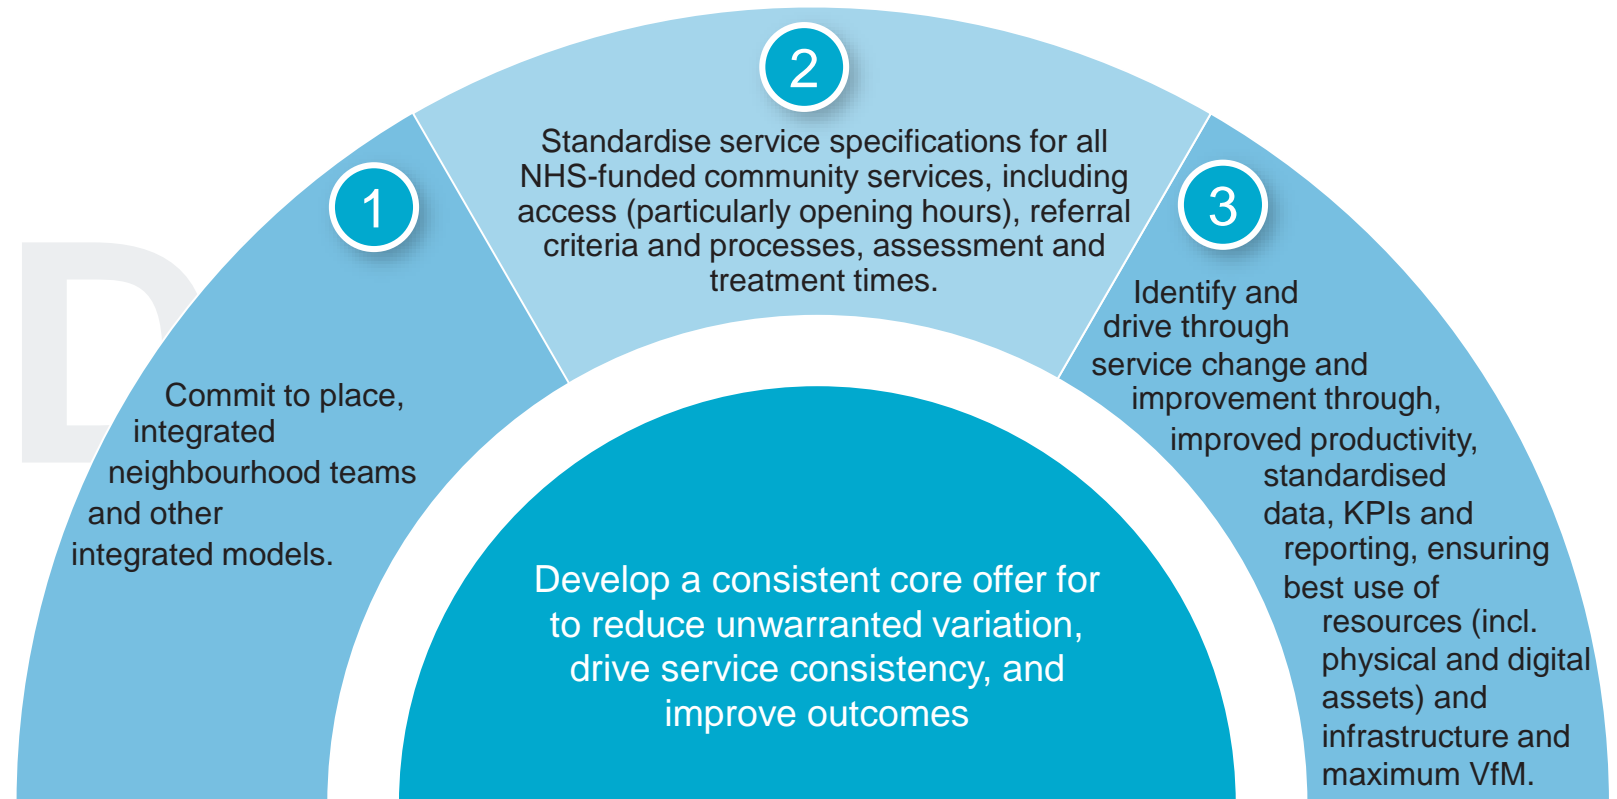 1
Commit to place,
integrated
neighbourhood teams
and other
integrated models.
2
Standardise service specifications for all
NHS-funded community services, including
access (particularly opening hours), referral
criteria and processes, assessment and
treatment times.
3
Identify and
drive through
service change and
improvement through,
improved productivity,
standardised
data, KPIs and
reporting, ensuring
best use of
resources (incl.
physical and digital
assets) and
infrastructure and
maximum VfM.
Develop a consistent core offer for
to reduce unwarranted variation,
drive service consistency, and
improve outcomes
D